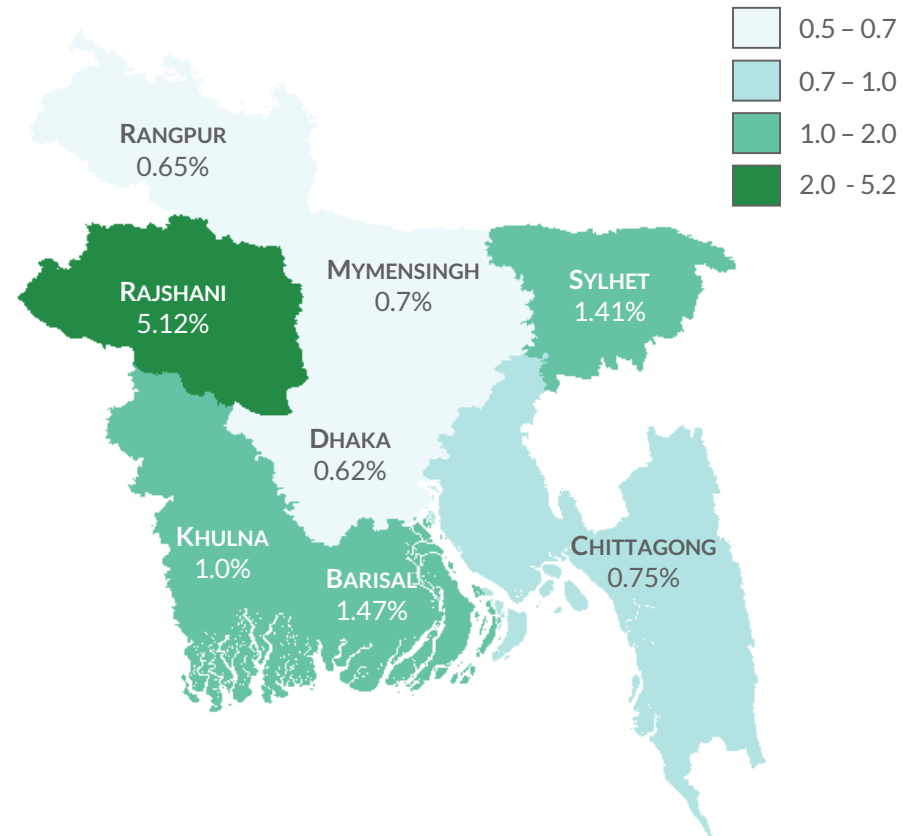 0.5 – 0.7
0.7 – 1.0
1.0 – 2.0
2.0 - 5.2
RANGPUR
0.65%
RAJSHANI
5.12%
MYMENSINGH
0.7%
SYLHET
1.41%
DHAKA
0.62%
KHULNA
1.0%
BARISAL
1.47%
CHITTAGONG
0.75%